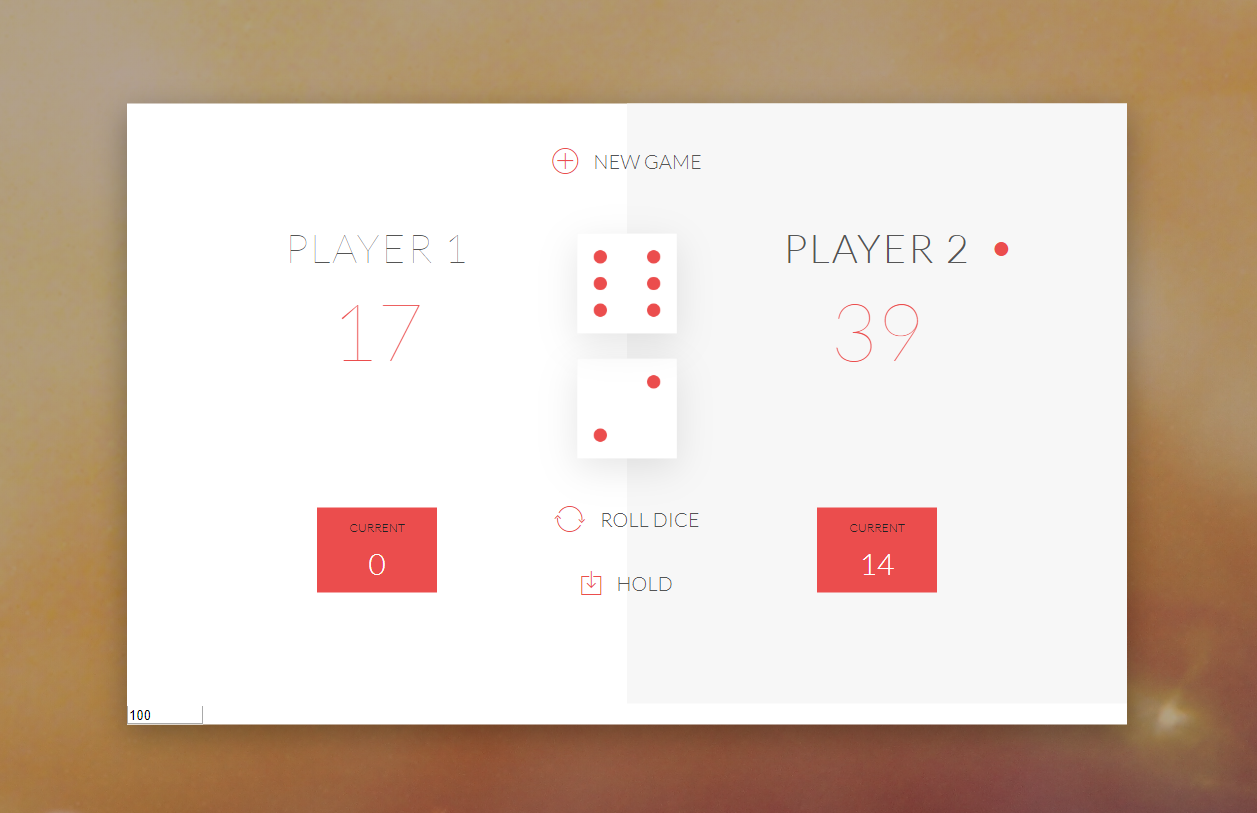 NEW GAME
PLAYER 1
17
PLAYER 2
39
CURRENT
0
ROLL DICE
HOLD
CURRENT
14
100